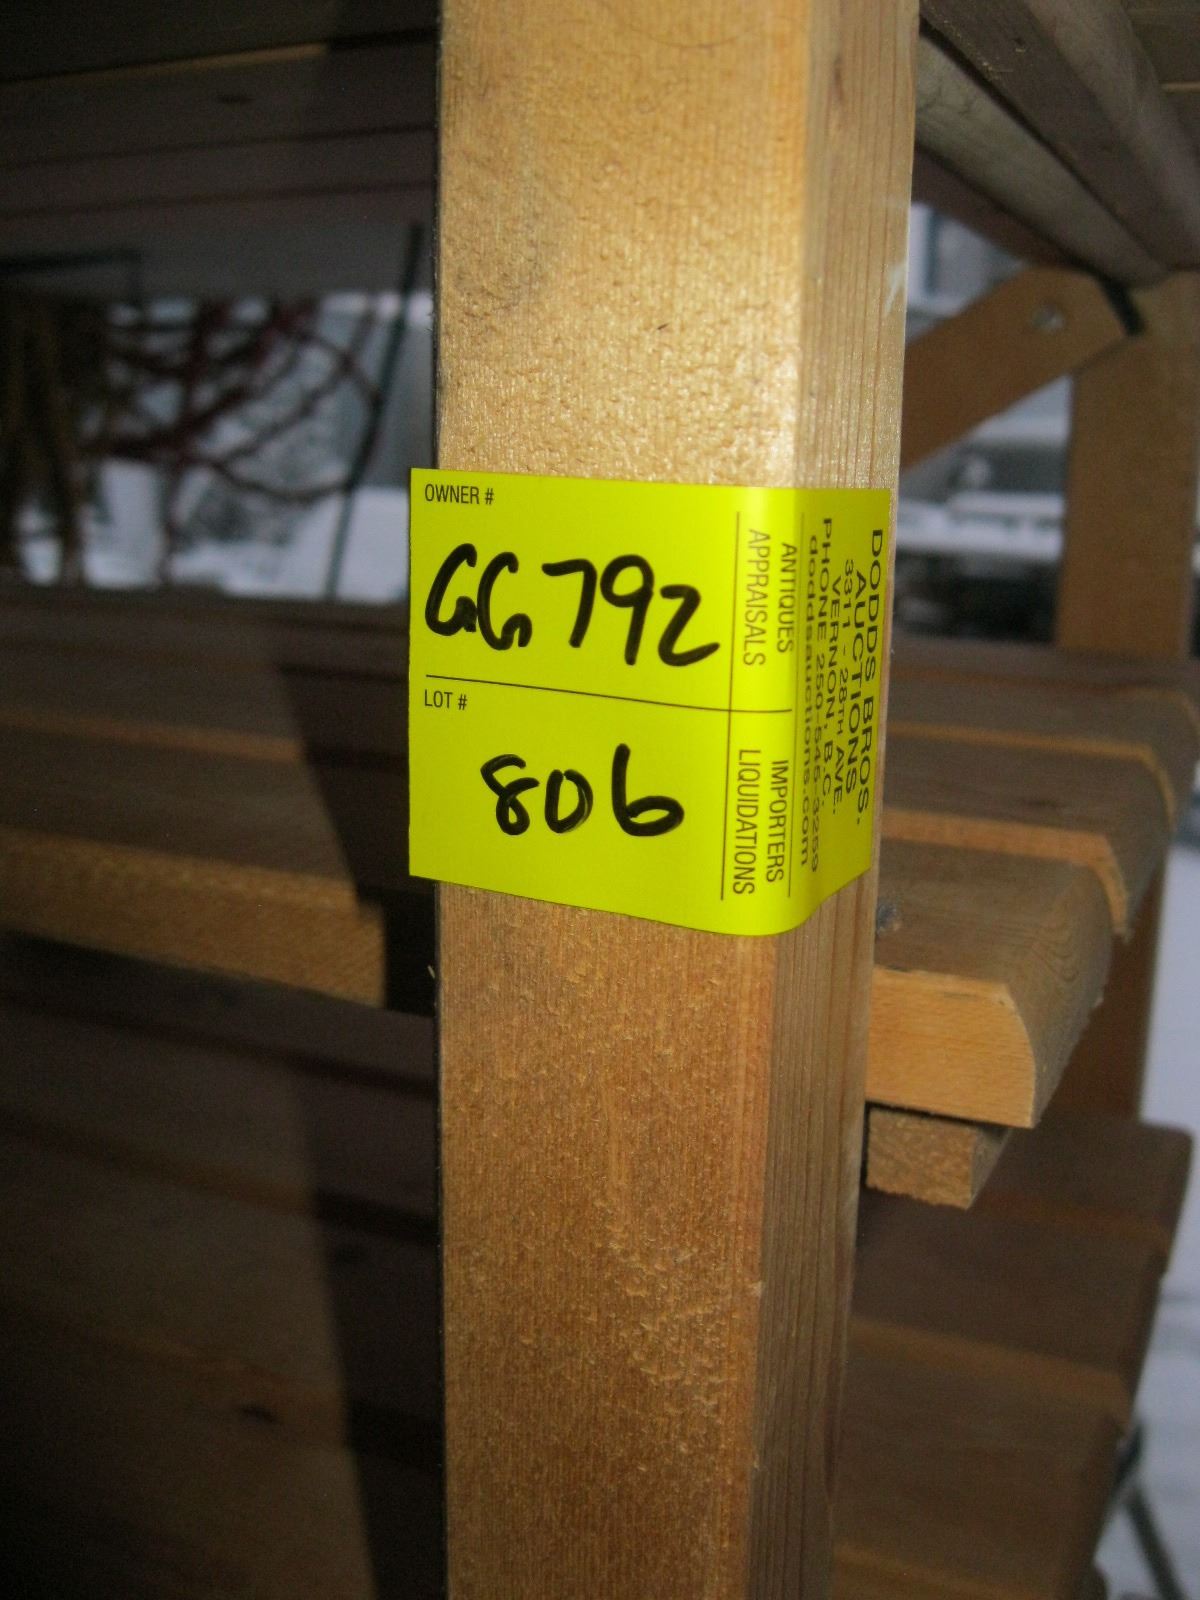 OWNER #
GG792
LOT #
806
ANTIQUES
APPRAISALS
IMPORTERS
LIQUIDATIONS
DODDS BROS.
AUCTIONS
3311 - 28TH AVE.
VERNON, B.C.
PHONE 250-545-3259
doddsauctions.com